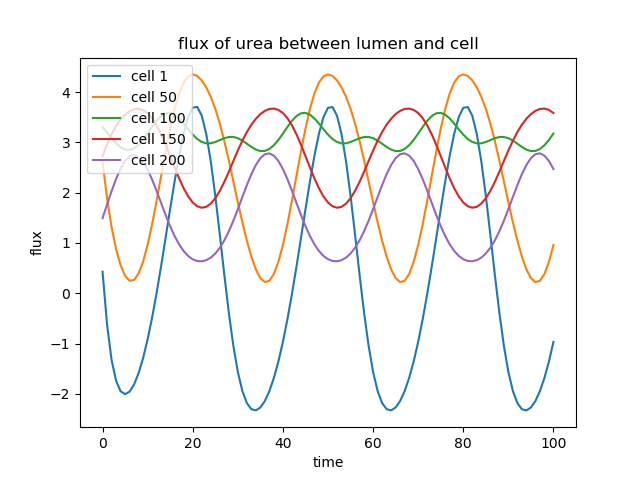 flux of urea between lumen and cell
cell 1
cell 50
cell 100
cell 150
cell 200
4
3
2
1
0
−1
−2
flux
0 20 40 60 80 100
time